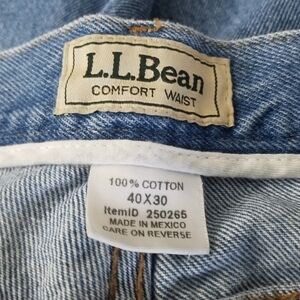 L.L.Bean
COMFORT WAIST
100% COTTON
40X30
ItemID 250265
MADE IN MEXICO
CARE ON REVERSE